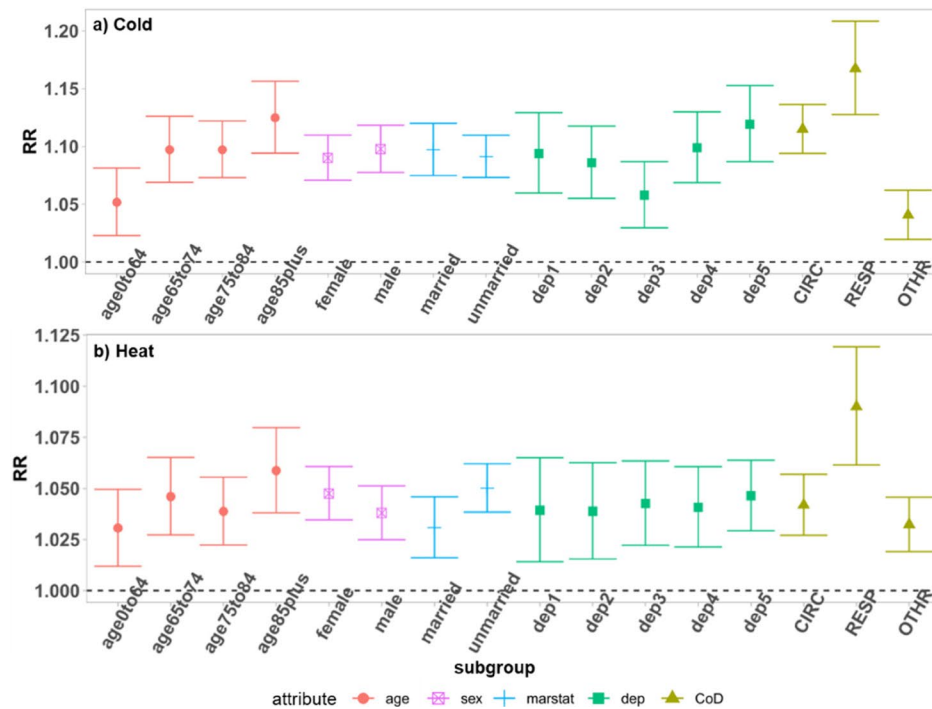 a) Cold
1.20
1.15
1.10
1.05
1.00
RR
age0to64 age65to74 age75to84 age85plus female male married unmarried dep1 dep2 dep3 dep4 dep5 CIRC RESP OTHR
b) Heat
1.125
1.100
1.075
1.050
1.025
1.000
RR
age0to64 age65to74 age75to84 age85plus female male married unmarried dep1 dep2 dep3 dep4 dep5 CIRC RESP OTHR
subgroup
attribute age sex marstat dep CoD